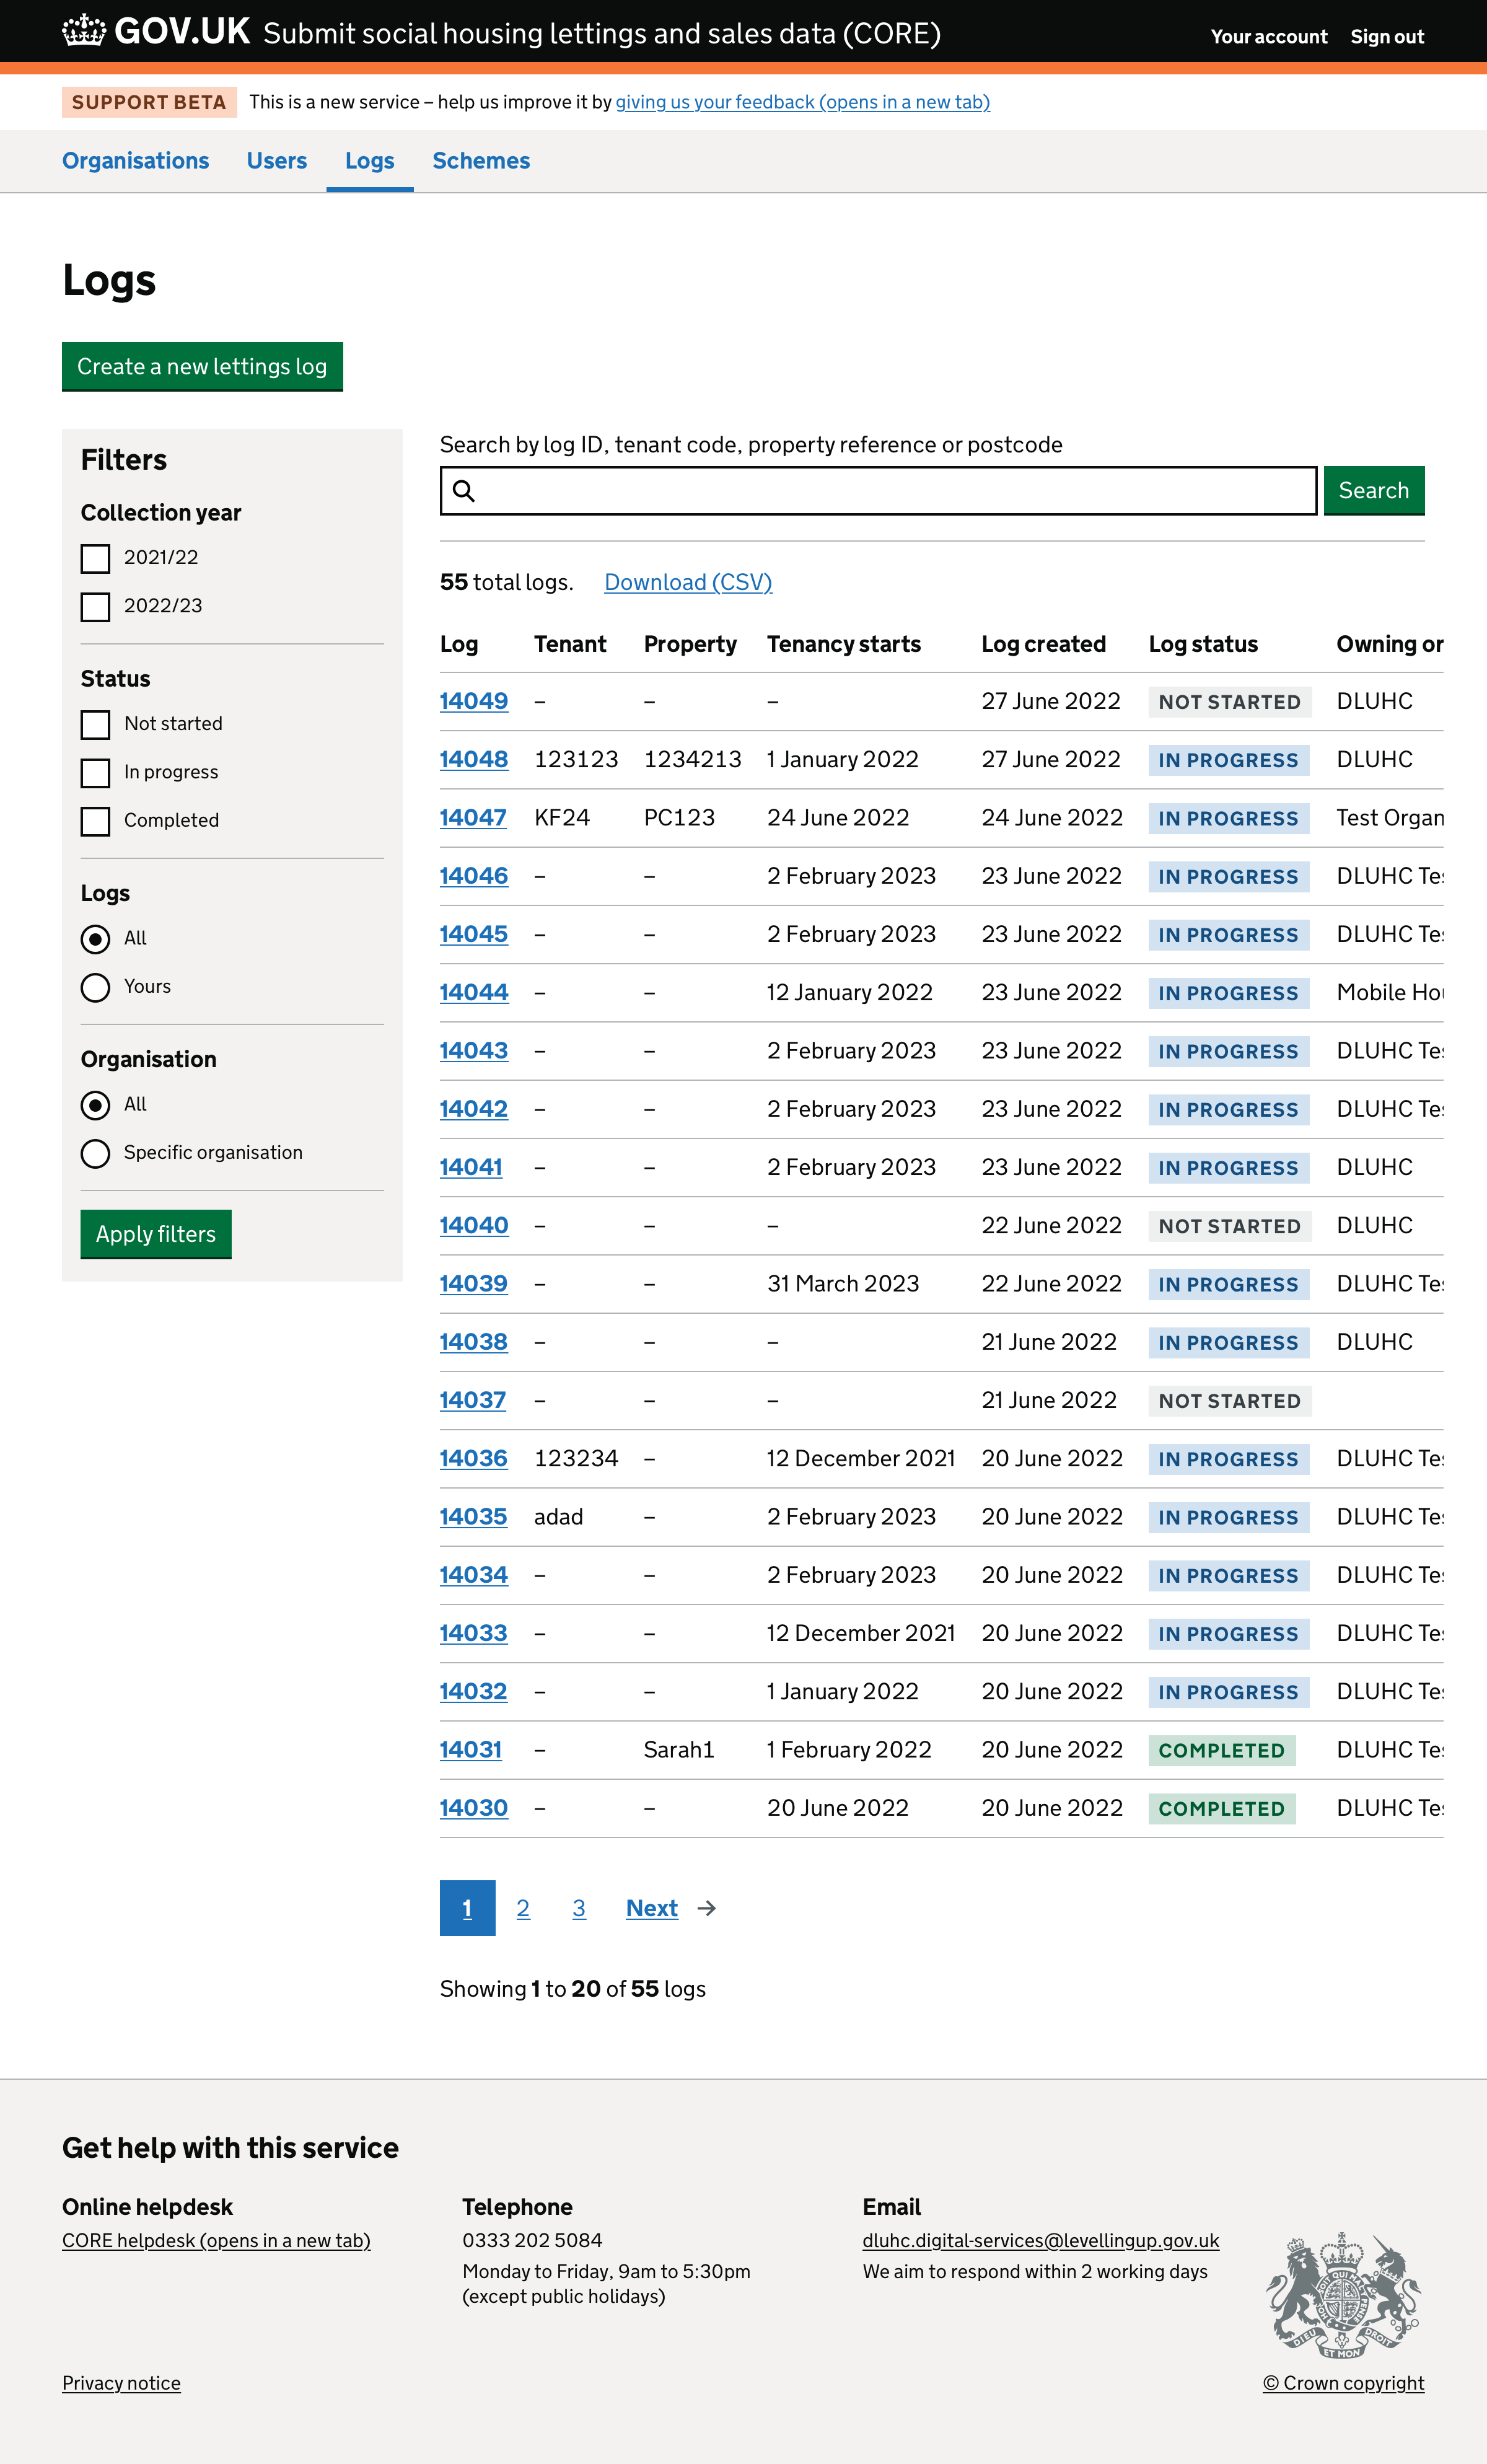 GOV.UK Submit social housing lettings and sales data (CORE) Your account Sign out
SUPPORT BETA This is a new service – help us improve it by giving us your feedback (opens in a new tab)
Organisations Users Logs Schemes
Logs
Create a new lettings log
Filters
Collection year
2021/22
2022/23
Status
Not started
In progress
Completed
Logs
All
Yours
Organisation
All
Specific organisation
Apply filters
Search by log ID, tenant code, property reference or postcode
Search
55 total logs. Download (CSV)
Log Tenant Property Tenancy starts Log created Log status Owning or
14049 – – – 27 June 2022 NOT STARTED DLUHC
14048 123123 1234213 1 January 2022 27 June 2022 IN PROGRESS DLUHC
14047 KF24 PC123 24 June 2022 24 June 2022 IN PROGRESS Test Organ
14046 – – 2 February 2023 23 June 2022 IN PROGRESS DLUHC Tes
14045 – – 2 February 2023 23 June 2022 IN PROGRESS DLUHC Tes
14044 – – 12 January 2022 23 June 2022 IN PROGRESS Mobile Hou
14043 – – 2 February 2023 23 June 2022 IN PROGRESS DLUHC Tes
14042 – – 2 February 2023 23 June 2022 IN PROGRESS DLUHC Tes
14041 – – 2 February 2023 23 June 2022 IN PROGRESS DLUHC
14040 – – – 22 June 2022 NOT STARTED DLUHC
14039 – – 31 March 2023 22 June 2022 IN PROGRESS DLUHC Tes
14038 – – – 21 June 2022 IN PROGRESS DLUHC
14037 – – – 21 June 2022 NOT STARTED
14036 123234 – 12 December 2021 20 June 2022 IN PROGRESS DLUHC Tes
14035 adad – 2 February 2023 20 June 2022 IN PROGRESS DLUHC Tes
14034 – – 2 February 2023 20 June 2022 IN PROGRESS DLUHC Tes
14033 – – 12 December 2021 20 June 2022 IN PROGRESS DLUHC Tes
14032 – – 1 January 2022 20 June 2022 IN PROGRESS DLUHC Tes
14031 – Sarah1 1 February 2022 20 June 2022 COMPLETED DLUHC Tes
14030 – – 20 June 2022 20 June 2022 COMPLETED DLUHC Tes
1 2 3 Next →
Showing 1 to 20 of 55 logs
Get help with this service
Online helpdesk
CORE helpdesk (opens in a new tab)
Telephone
0333 202 5084
Monday to Friday, 9am to 5:30pm
(except public holidays)
Email
dluhc.digital-services@levellingup.gov.uk
We aim to respond within 2 working days
DIEU ET MON DROIT
Privacy notice
© Crown copyright